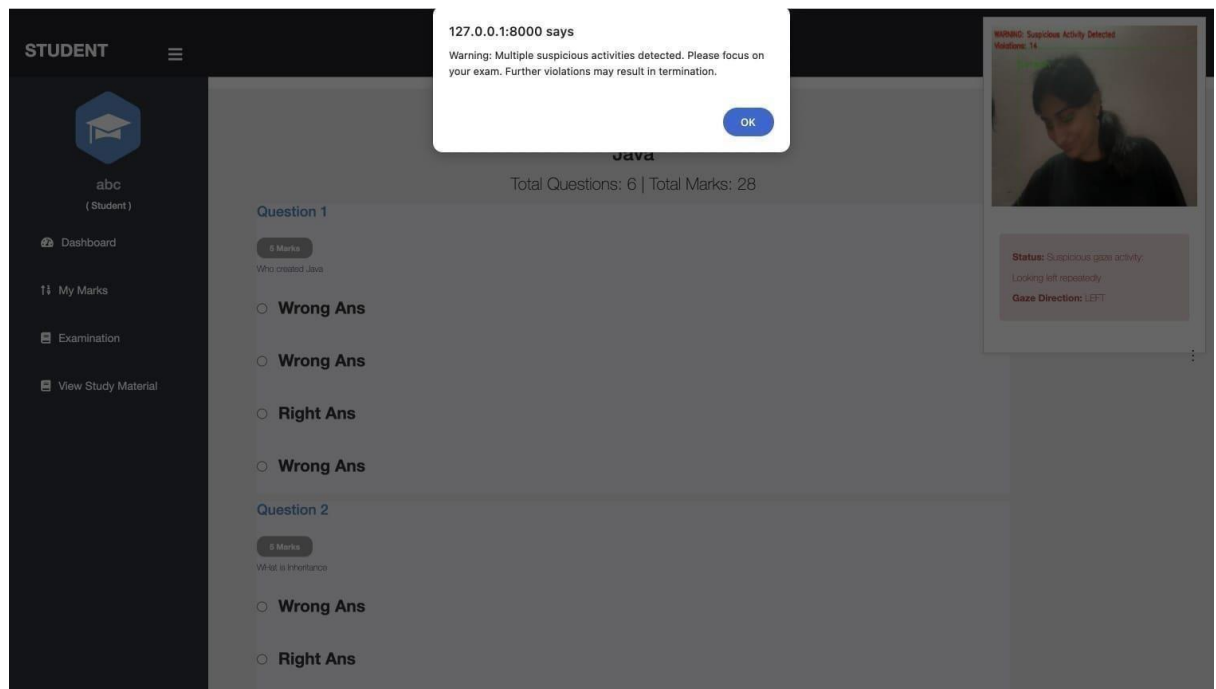 STUDENT
abc
( Student )
Dashboard
My Marks
Examination
View Study Material
127.0.0.1:8000 says
Warning: Multiple suspicious activities detected. Please focus on
your exam. Further violations may result in termination.
OK
Java
Total Questions: 6 | Total Marks: 28
Question 1
5 Marks
Who created Java
Wrong Ans
Wrong Ans
Right Ans
Wrong Ans
Question 2
5 Marks
WHat is Inheritance
Wrong Ans
Right Ans
WARNING: Suspicious Activity Detected
Violations: 14
Status: Suspicious gaze activity:
Looking left repeatedly
Gaze Direction: LEFT